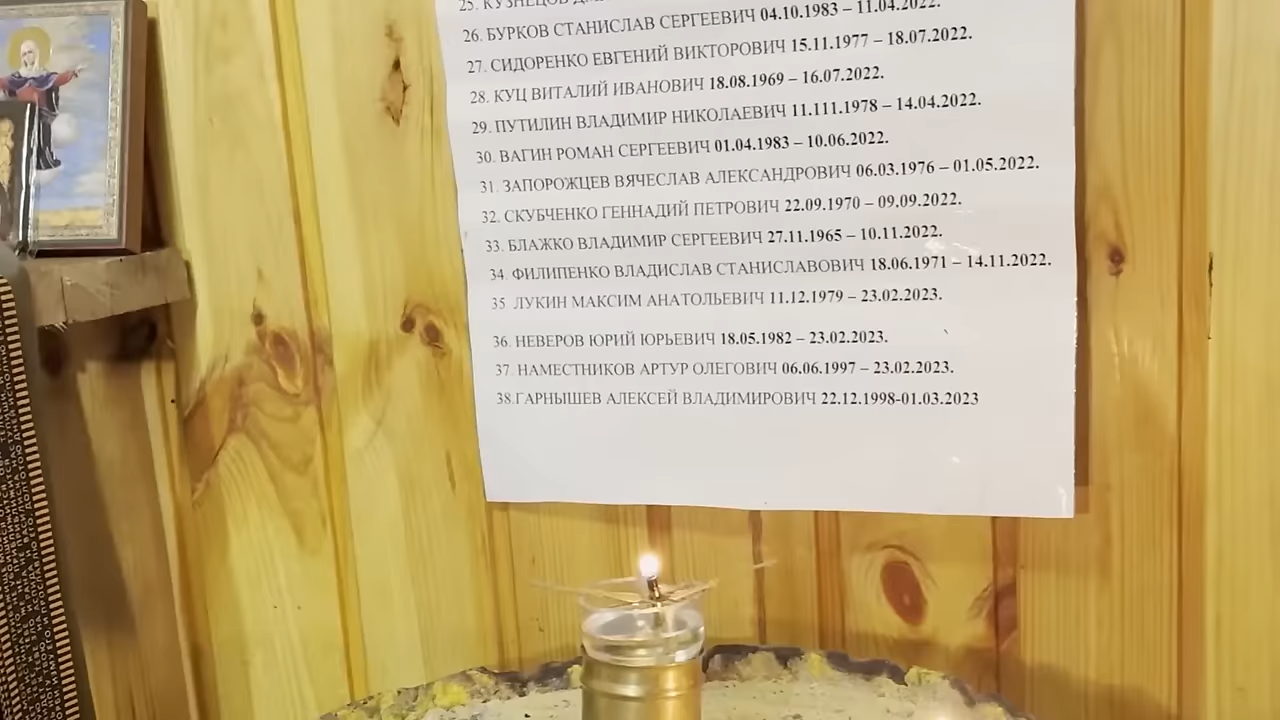 25. КУЗНЕЦОВ
26. БУРКОВ СТАНИСЛАВ СЕРГЕЕВИЧ 04.10.1983 – 11.04.2022.
27. СИДОРЕНКО ЕВГЕНИЙ ВИКТОРОВИЧ 15.11.1977 – 18.07.2022.
28. КУЦ ВИТАЛИЙ ИВАНОВИЧ 18.08.1969 – 16.07.2022.
29. ПУТИЛИН ВЛАДИМИР НИКОЛАЕВИЧ 11.111.1978 – 14.04.2022.
30. ВАГИН РОМАН СЕРГЕЕВИЧ 01.04.1983 – 10.06.2022.
31. ЗАПОРОЖЦЕВ ВЯЧЕСЛАВ АЛЕКСАНДРОВИЧ 06.03.1976 – 01.05.2022.
32. СКУБЧЕНКО ГЕННАДИЙ ПЕТРОВИЧ 22.09.1970 – 09.09.2022.
33. БЛАЖКО ВЛАДИМИР СЕРГЕЕВИЧ 27.11.1965 – 10.11.2022.
34. ФИЛИПЕНКО ВЛАДИСЛАВ СТАНИСЛАВОВИЧ 18.06.1971 – 14.11.2022.
35 ЛУКИН МАКСИМ АНАТОЛЬЕВИЧ 11.12.1979 – 23.02.2023.
36. НЕВЕРОВ ЮРИЙ ЮРЬЕВИЧ 18.05.1982 – 23.02.2023.
37. НАМЕСТНИКОВ АРТУР ОЛЕГОВИЧ 06.06.1997 – 23.02.2023.
38.ГАРНЫШЕВ АЛЕКСЕЙ ВЛАДИМИРОВИЧ 22.12.1998-01.03.2023